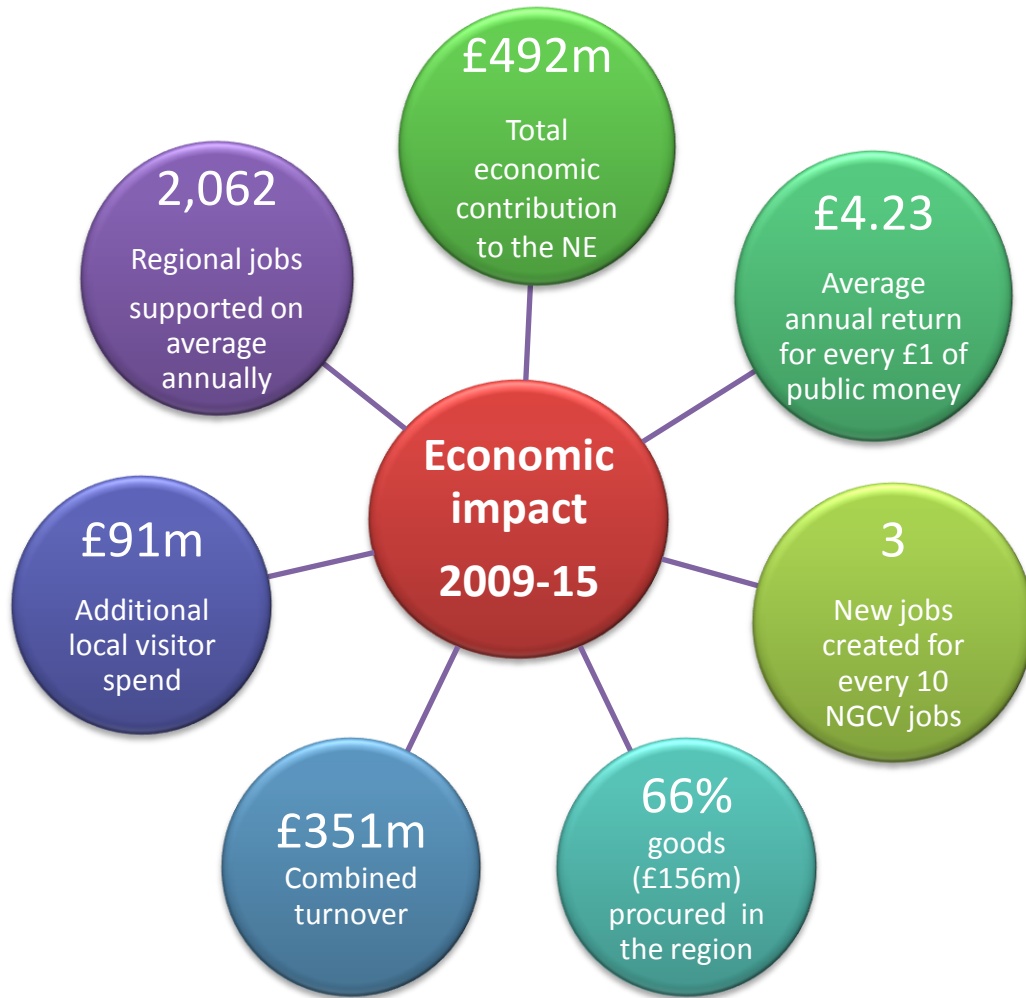 £492m
Total
economic
contribution
to the NE
£4.23
Average
annual return
for every £1 of
public money
3
New jobs
created for
every 10
NGCV jobs
66%
goods
(£156m)
procured in
the region
£351m
Combined
turnover
£91m
Additional
local visitor
spend
2,062
Regional jobs
supported on
average
annually
Economic
impact
2009-15